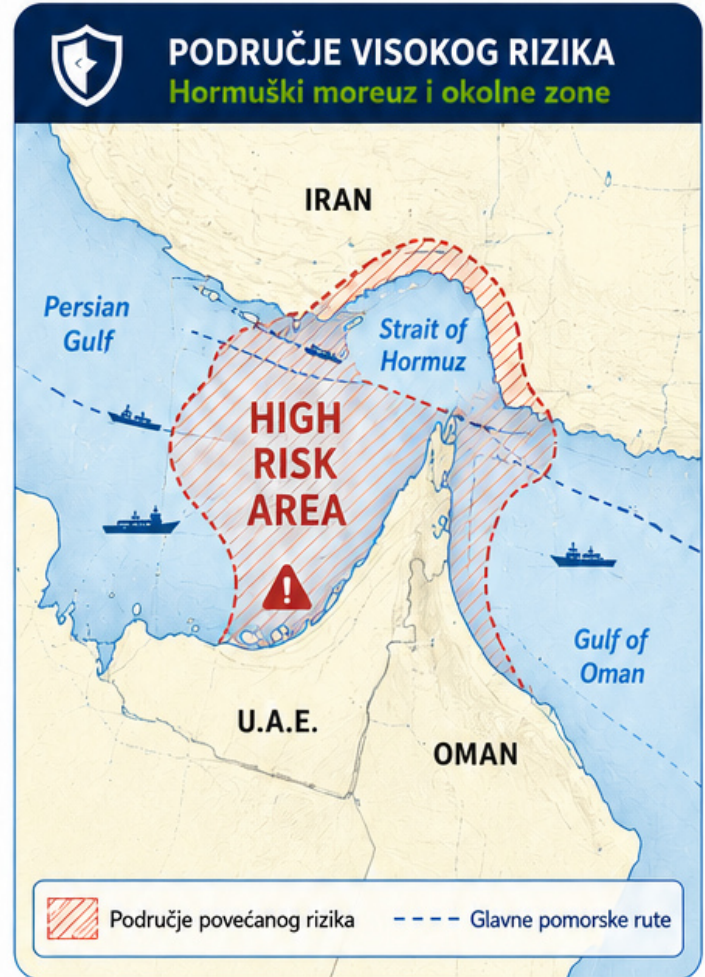 PODRUČJE VISOKOG RIZIKA
Hormuški moreuz i okolne zone
IRAN
Persian
Gulf
Strait of
Hormuz
HIGH
RISK
AREA
!
Gulf of
Oman
U.A.E.
OMAN
Područje povećanog rizika
Glavne pomorske rute